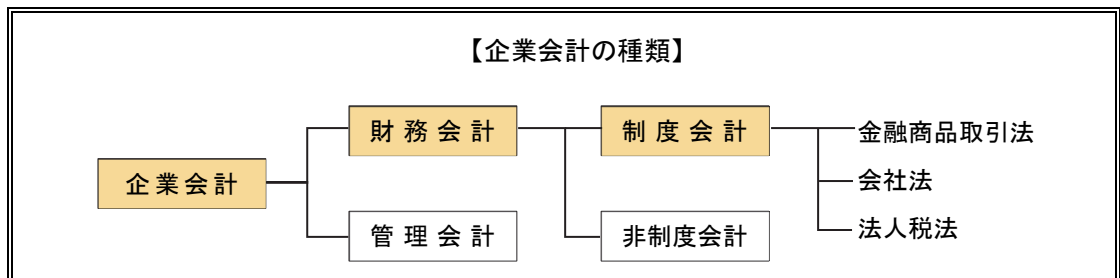 【企業会計の種類】
財務会計
制度会計
金融商品取引法
企業会計
会社法
管理会計
非制度会計
法人税法